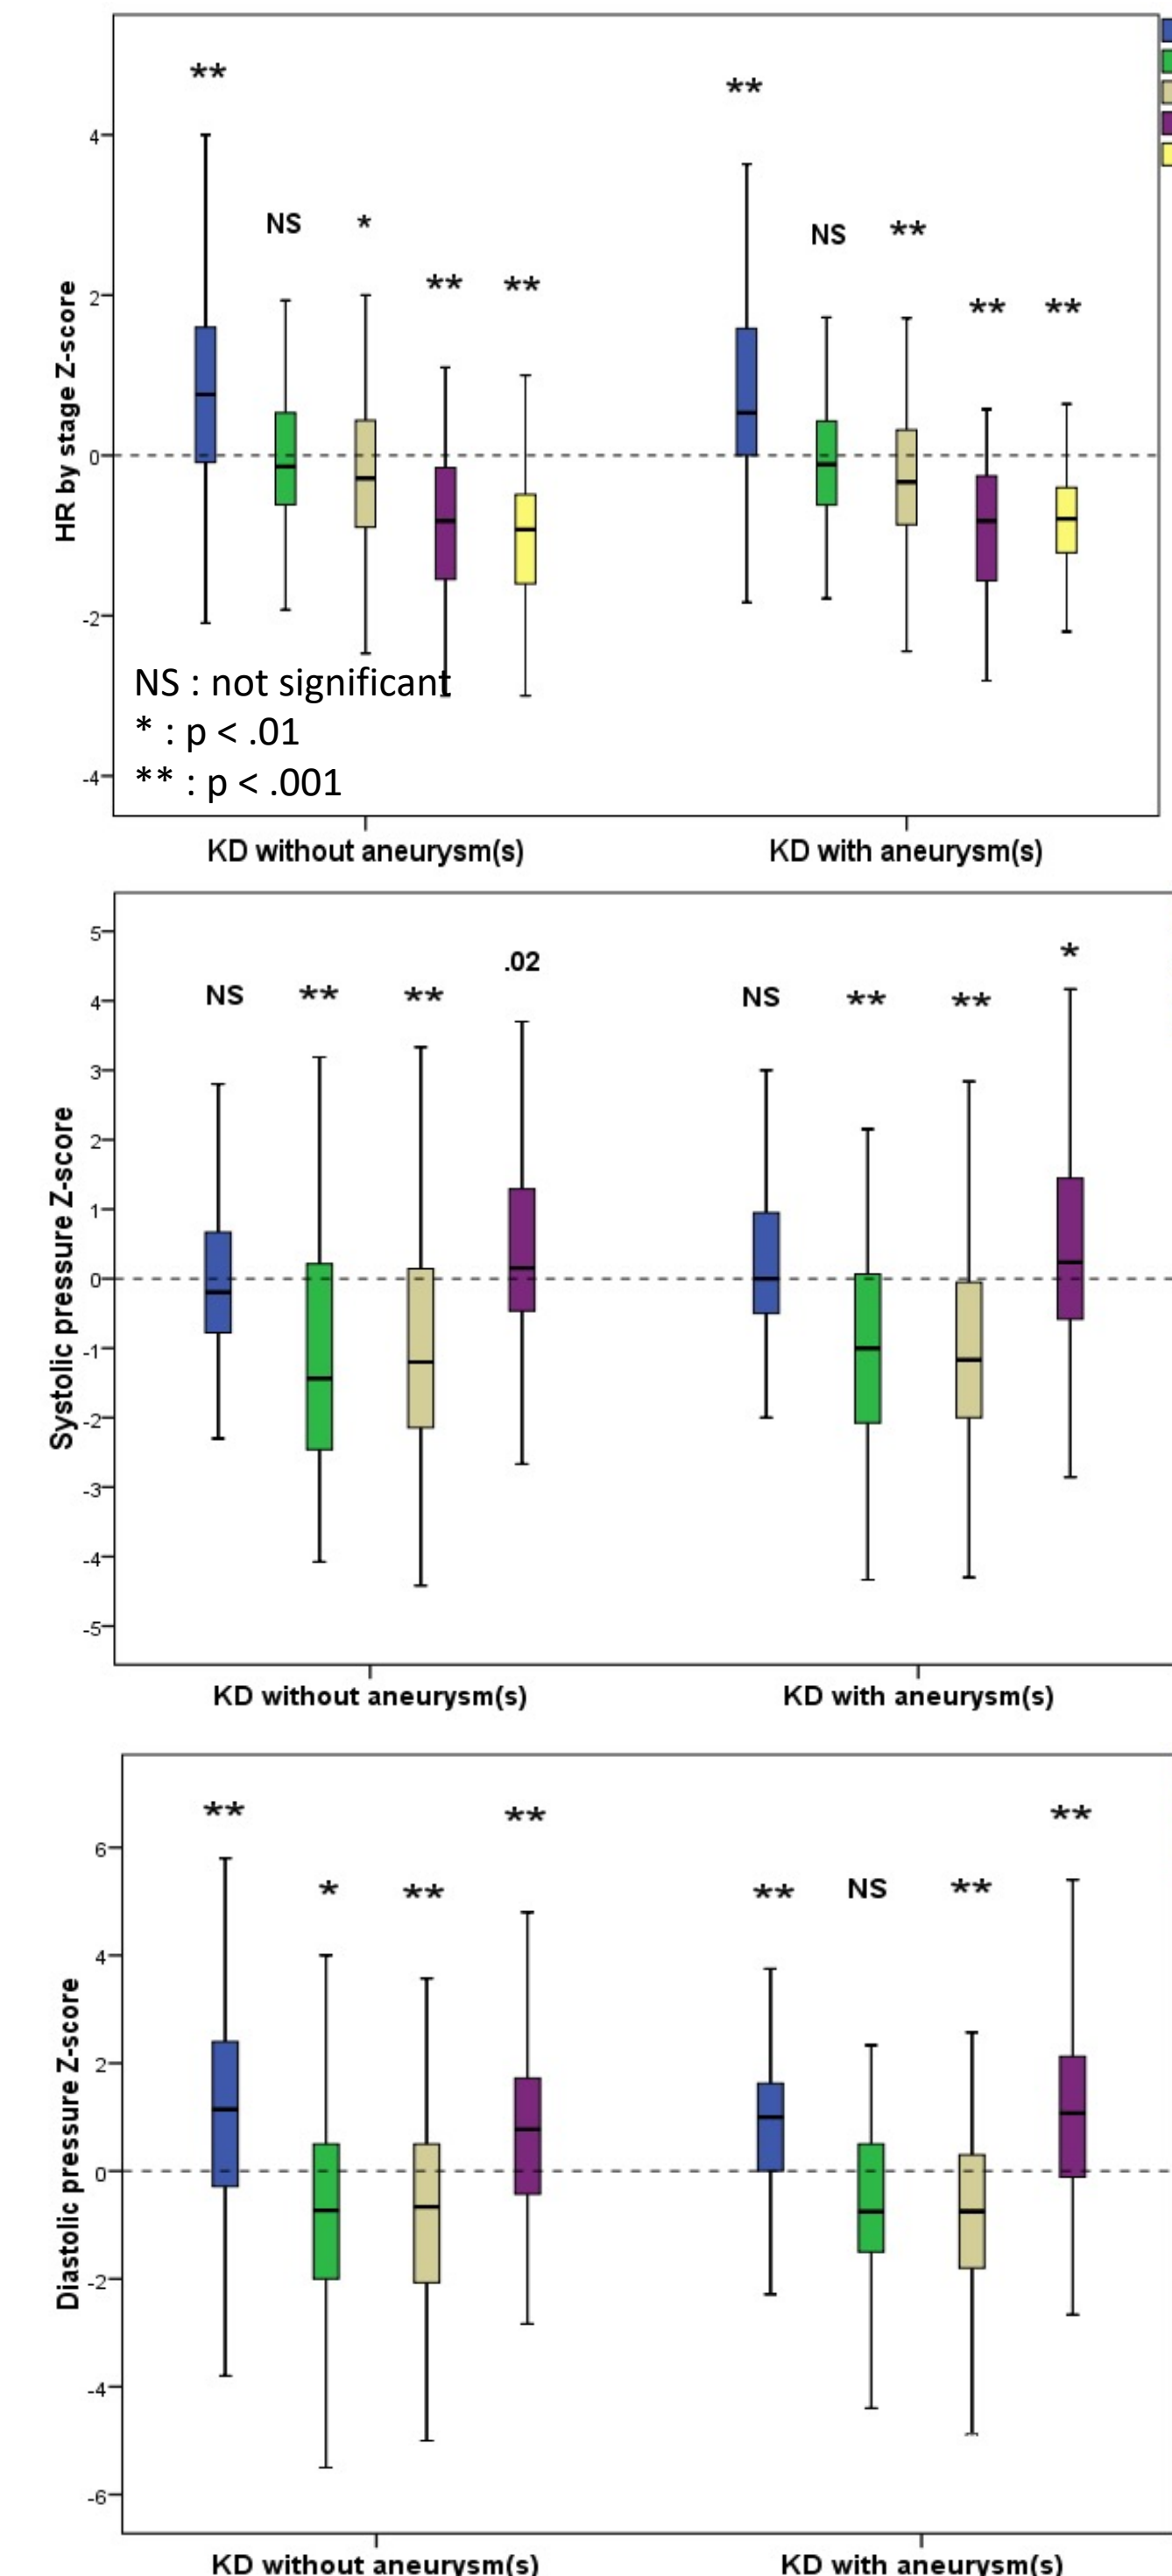 ** **
4
NS * NS **
2 ** ** ** **
HR by stage Z-score
0
-2
NS : not significant
* : p < .01
** : p < .001
-4
KD without aneurysm(s) KD with aneurysm(s)
5
.02 *
NS ** ** NS ** **
4
3
2
1
Systolic pressure Z-score
0
-1
-2
-3
-4
-5
KD without aneurysm(s) KD with aneurysm(s)
** ** **
6
* ** ** NS **
4
2
Diastolic pressure Z-score
0
-2
-4
-6
KD without aneurysm(s) KD with aneurysm(s)